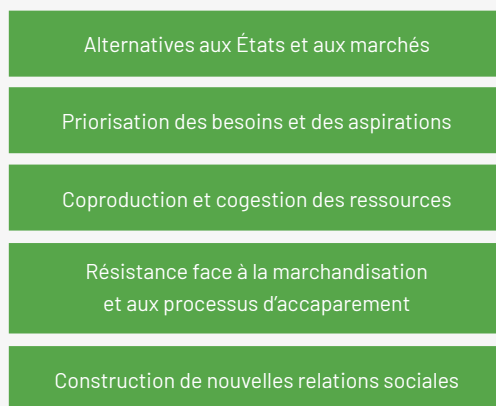 Alternatives aux États et aux marchés
Priorisation des besoins et des aspirations
Coproduction et cogestion des ressources
Résistance face à la marchandisation
et aux processus d’accaparement
Construction de nouvelles relations sociales